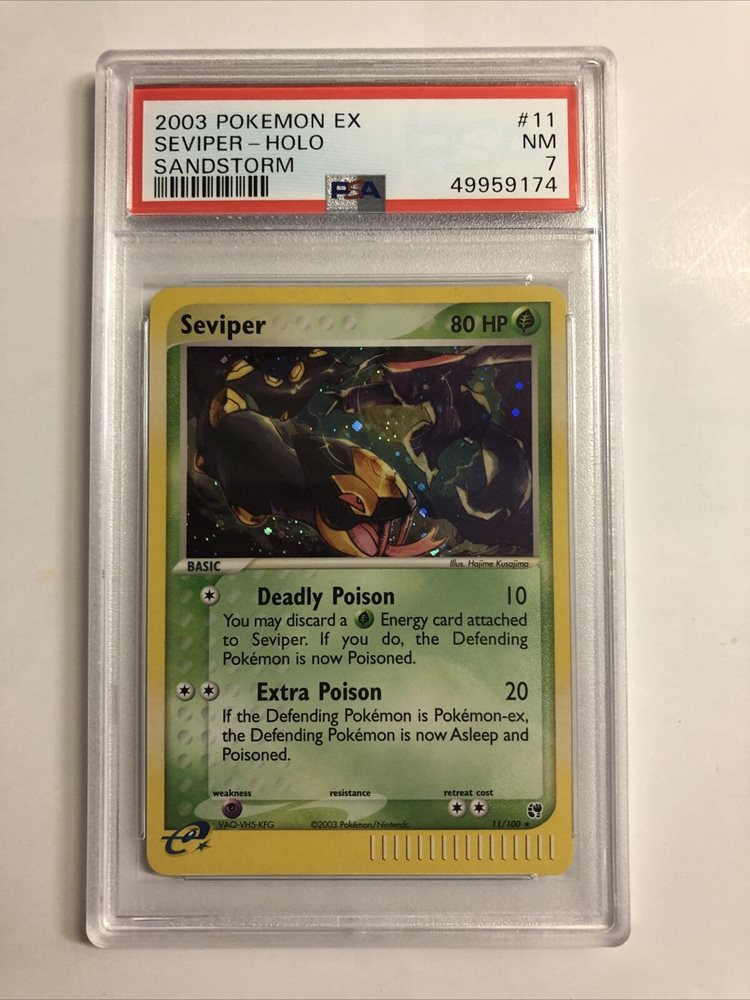 2003 POKEMON EX #11
SEVIPER – HOLO NM
SANDSTORM 7
PSA 49959174
Seviper 80 HP
BASIC Illus. Hajime Kusajima
Deadly Poison 10
You may discard a Energy card attached
to Seviper. If you do, the Defending
Pokémon is now Poisoned.
Extra Poison 20
If the Defending Pokémon is Pokémon-ex,
the Defending Pokémon is now Asleep and
Poisoned.
weakness resistance retreat cost
VAQ-VH5-KFG ©2003 Pokémon/Nintendo 11/100 ★
e